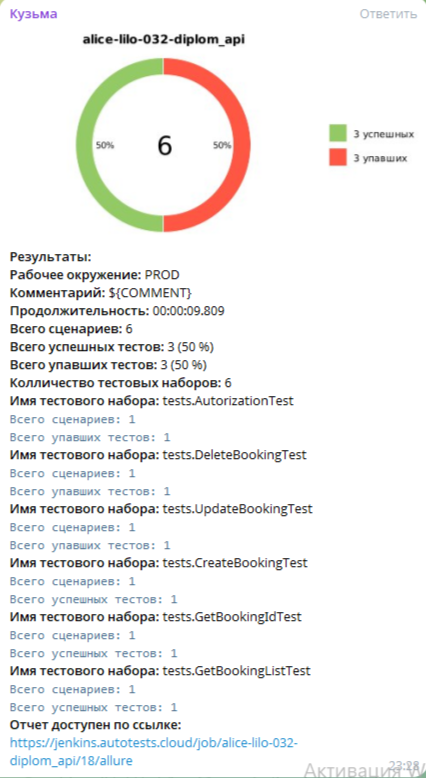 Кузьма
Ответить
alice-lilo-032-diplom_api
50%
6
50%
3 успешных
3 упавших
Результаты:
Рабочее окружение: PROD
Комментарий: ${COMMENT}
Продолжительность: 00:00:09.809
Всего сценариев: 6
Всего успешных тестов: 3 (50 %)
Всего упавших тестов: 3 (50 %)
Колличество тестовых наборов: 6
Имя тестового набора: tests.AutorizationTest
Всего сценариев: 1
Всего упавших тестов: 1
Имя тестового набора: tests.DeleteBookingTest
Всего сценариев: 1
Всего упавших тестов: 1
Имя тестового набора: tests.UpdateBookingTest
Всего сценариев: 1
Всего упавших тестов: 1
Имя тестового набора: tests.CreateBookingTest
Всего сценариев: 1
Всего успешных тестов: 1
Имя тестового набора: tests.GetBookingIdTest
Всего сценариев: 1
Всего успешных тестов: 1
Имя тестового набора: tests.GetBookingListTest
Всего сценариев: 1
Всего успешных тестов: 1
Отчет доступен по ссылке:
https://jenkins.autotests.cloud/job/alice-lilo-032-
diplom_api/18/allure
23:28
Активация W